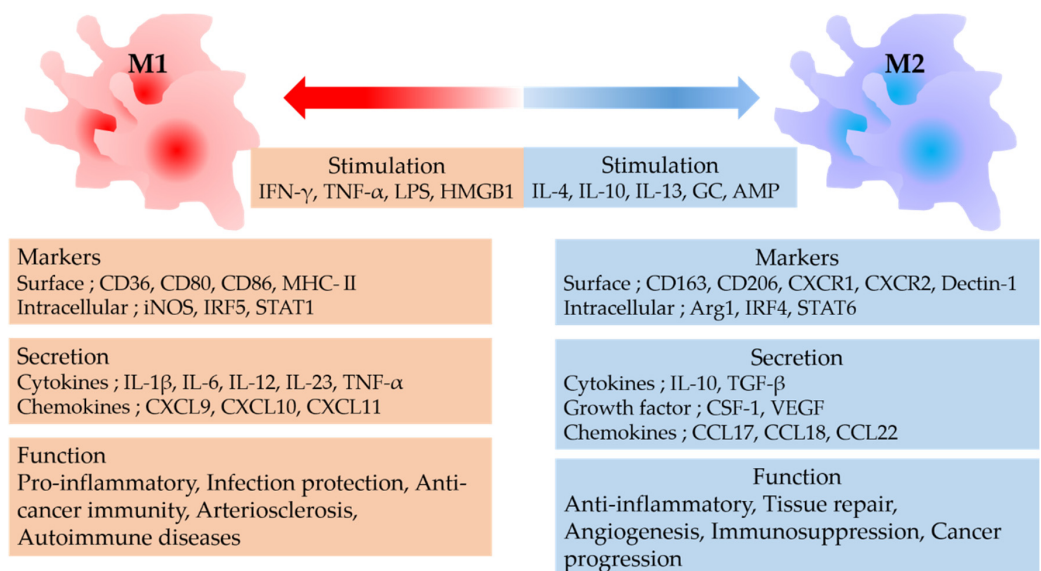 M1
M2
Stimulation
IFN-γ, TNF-α, LPS, HMGB1
Stimulation
IL-4, IL-10, IL-13, GC, AMP
Markers
Surface ; CD36, CD80, CD86, MHC- II
Intracellular ; iNOS, IRF5, STAT1
Secretion
Cytokines ; IL-1β, IL-6, IL-12, IL-23, TNF-α
Chemokines ; CXCL9, CXCL10, CXCL11
Function
Pro-inflammatory, Infection protection, Anti-
cancer immunity, Arteriosclerosis,
Autoimmune diseases
Markers
Surface ; CD163, CD206, CXCR1, CXCR2, Dectin-1
Intracellular ; Arg1, IRF4, STAT6
Secretion
Cytokines ; IL-10, TGF-β
Growth factor ; CSF-1, VEGF
Chemokines ; CCL17, CCL18, CCL22
Function
Anti-inflammatory, Tissue repair,
Angiogenesis, Immunosuppression, Cancer
progression